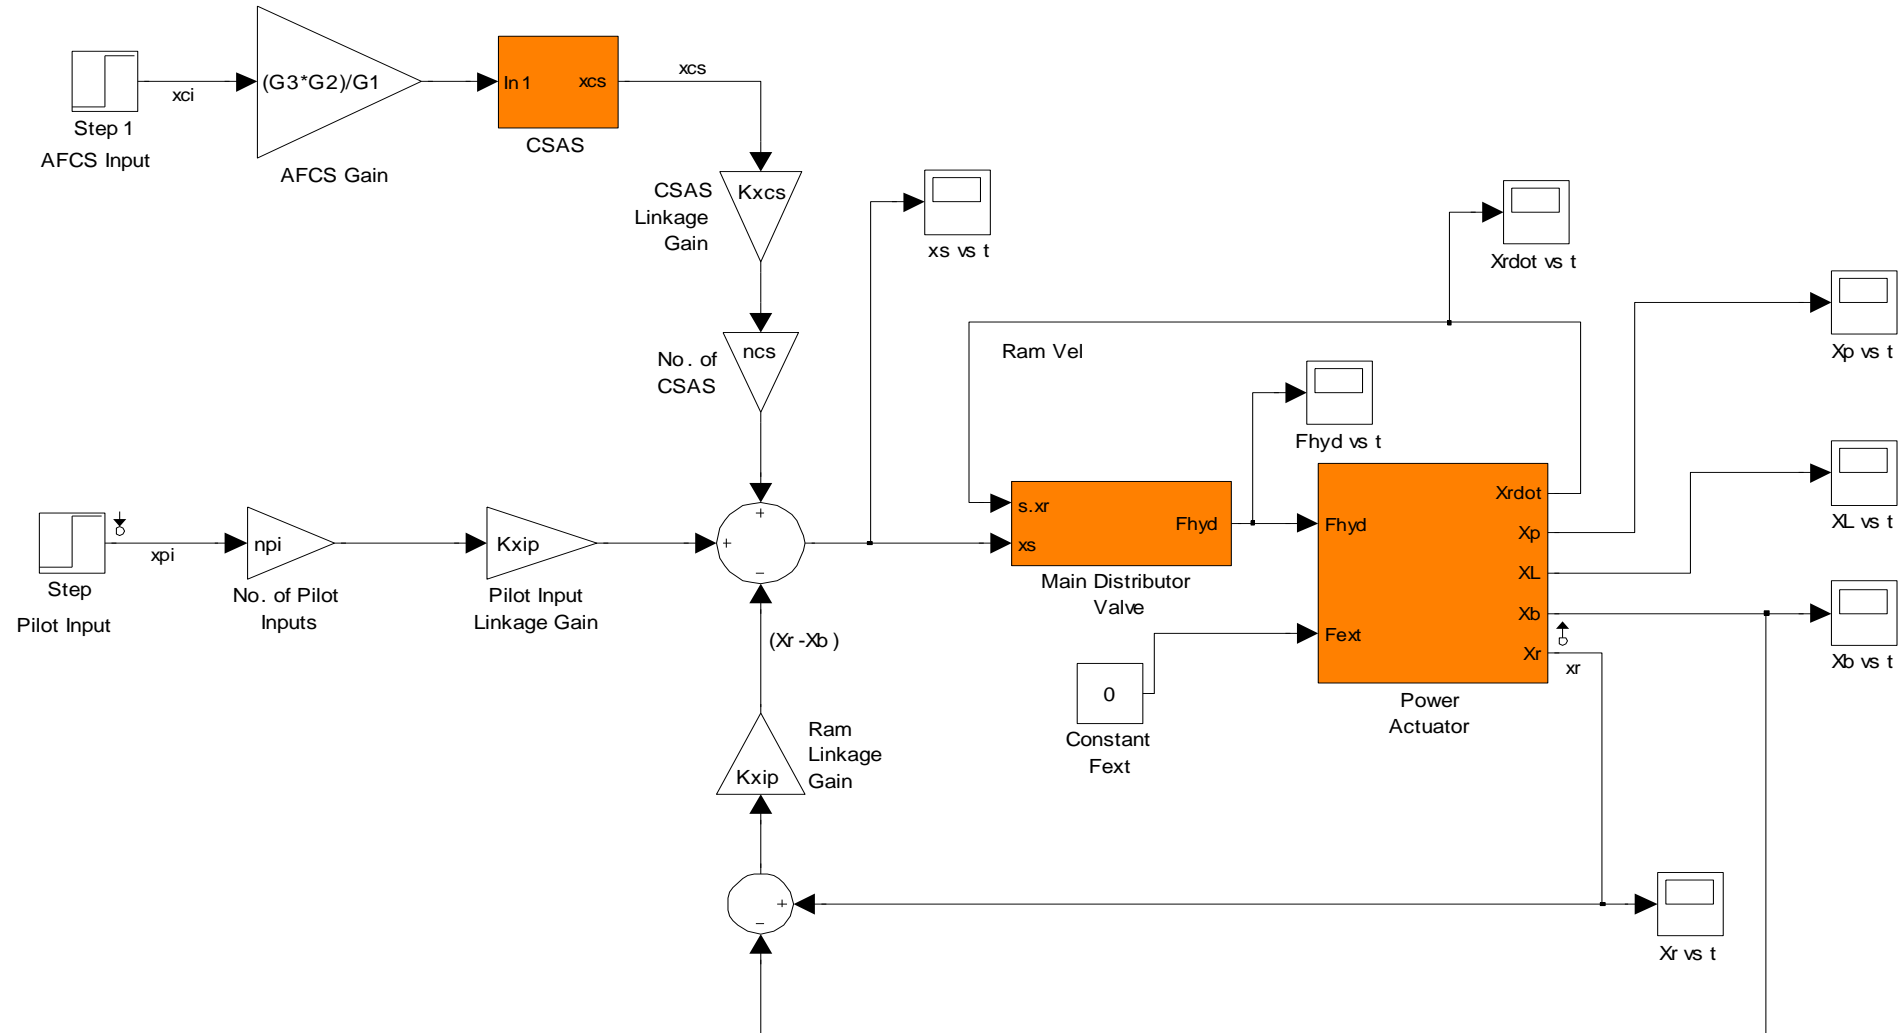 (G3*G2)/G1
In1
xcs
xcs
xci
Step 1
AFCS Input
AFCS Gain
CSAS
CSAS
Linkage
Gain
Kxcs
xs vs t
Xrdot vs t
No. of
CSAS
ncs
Ram Vel
Xp vs t
Fhyd vs t
s.xr
xs
Fhyd
Main Distributor
Valve
Fhyd
Fext
Xrdot
Xp
XL
Xb
Xr
xr
Power
Actuator
XL vs t
Xb vs t
+
+
−
xpi
npi
Kxip
Step
Pilot Input
No. of Pilot
Inputs
Pilot Input
Linkage Gain
(Xr-Xb)
0
Constant
Fext
Ram
Linkage
Gain
Kxip
+
−
Xr vs t